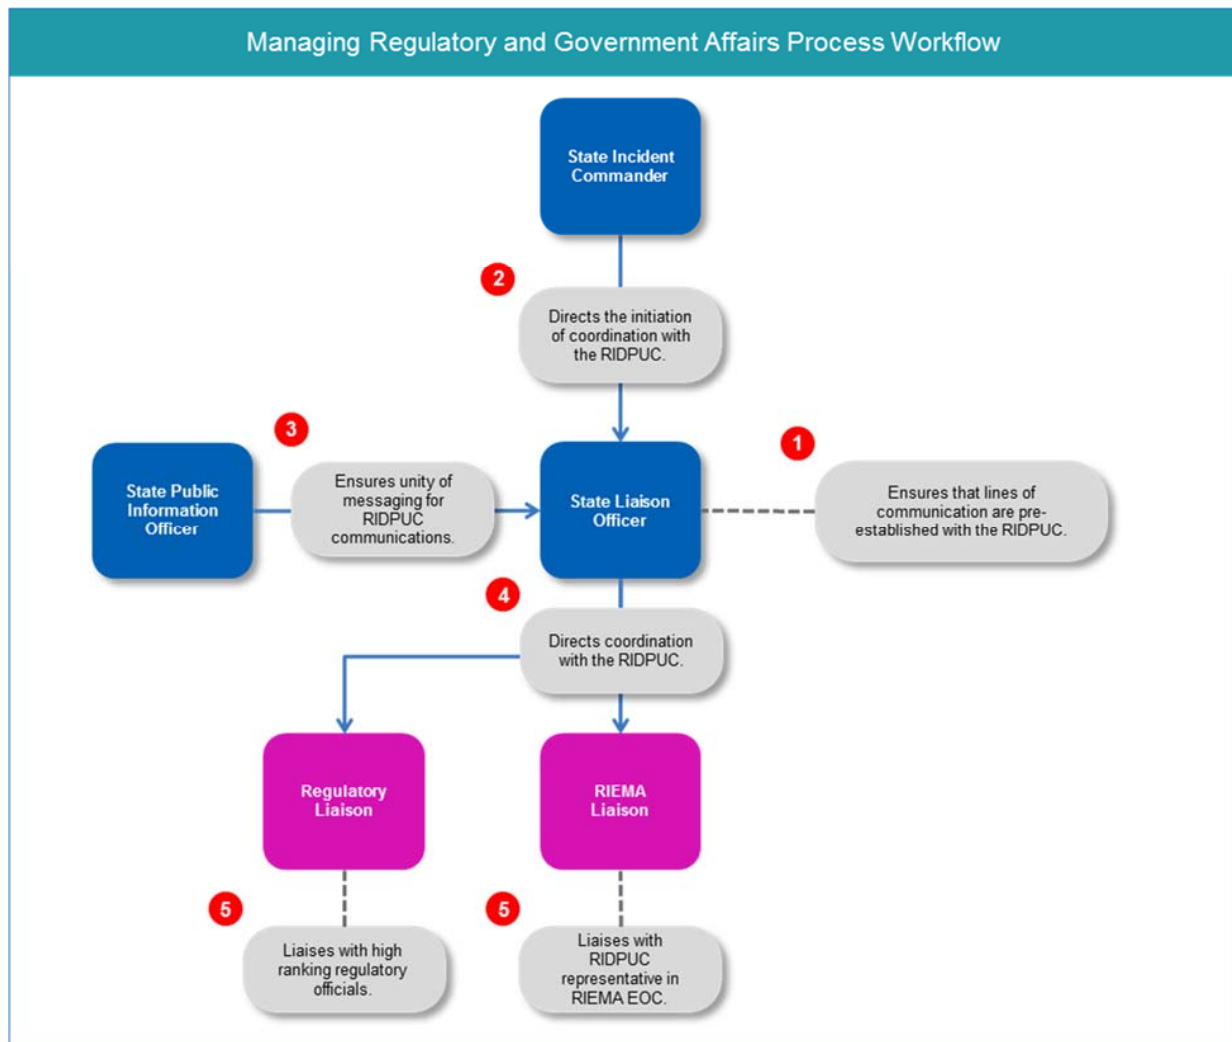 Managing Regulatory and Government Affairs Process Workflow
State Incident
Commander
2
Directs the initiation
of coordination with
the RIDPUC.
3
1
State Public
Information
Officer
Ensures unity of
messaging for
RIDPUC
communications.
State Liaison
Officer
Ensures that lines of
communication are pre-
established with the RIDPUC.
4
Directs coordination
with the RIDPUC.
Regulatory
Liaison
RIEMA
Liaison
5
Liaises with high
ranking regulatory
officials.
5
Liaises with
RIDPUC
representative in
RIEMA EOC.